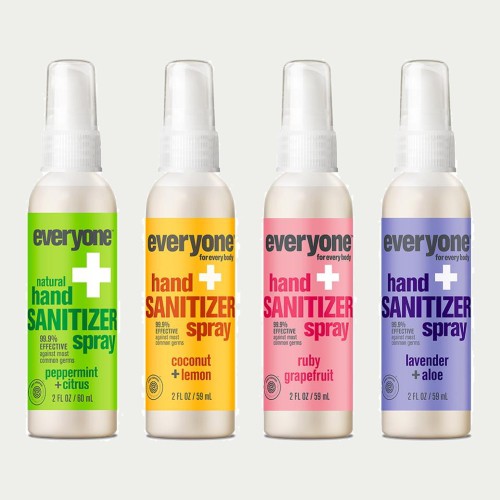 everyone™
natural
hand
SANITIZER
spray
99.9%
EFFECTIVE
against most
common germs
peppermint
+citrus
2 FL OZ / 60 mL
everyone™
for every body
hand
SANITIZER
spray
99.9%
EFFECTIVE
against most
common germs
coconut
+lemon
2 FL OZ / 59 mL
everyone™
for every body
hand
SANITIZER
spray
99.9%
EFFECTIVE
against most
common germs
ruby
grapefruit
2 FL OZ / 59 mL
everyone™
for every body
hand
SANITIZER
spray
99.9%
EFFECTIVE
against most
common germs
lavender
+ aloe
2 FL OZ / 59 mL